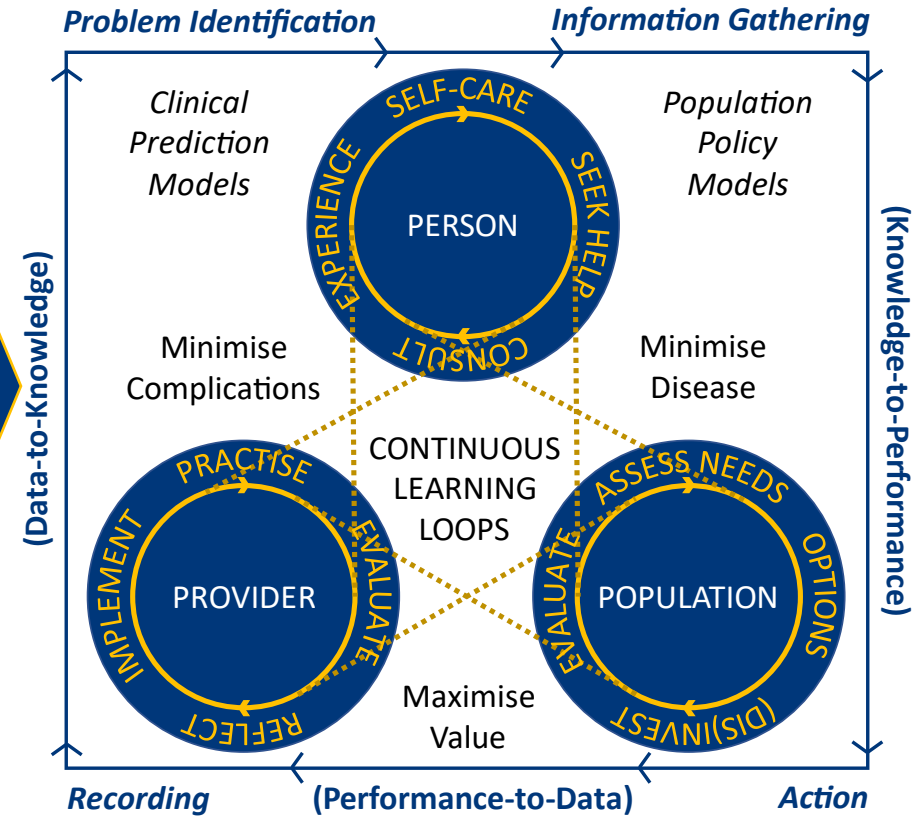 Problem Identification
Information Gathering
Clinical
Prediction
Models
Population
Policy
Models
SELF-CARE
SEEK HELP
CONSULT
EXPERIENCE
PERSON
(Data-to-Knowledge)
(Knowledge-to-Performance)
Minimise
Complications
Minimise
Disease
CONTINUOUS
LEARNING
LOOPS
PRACTISE
EVALUATE
REFLECT
IMPLEMENT
PROVIDER
ASSESS NEEDS
OPTIONS
(DIS)INVEST
EVALUATE
POPULATION
Maximise
Value
Recording
(Performance-to-Data)
Action